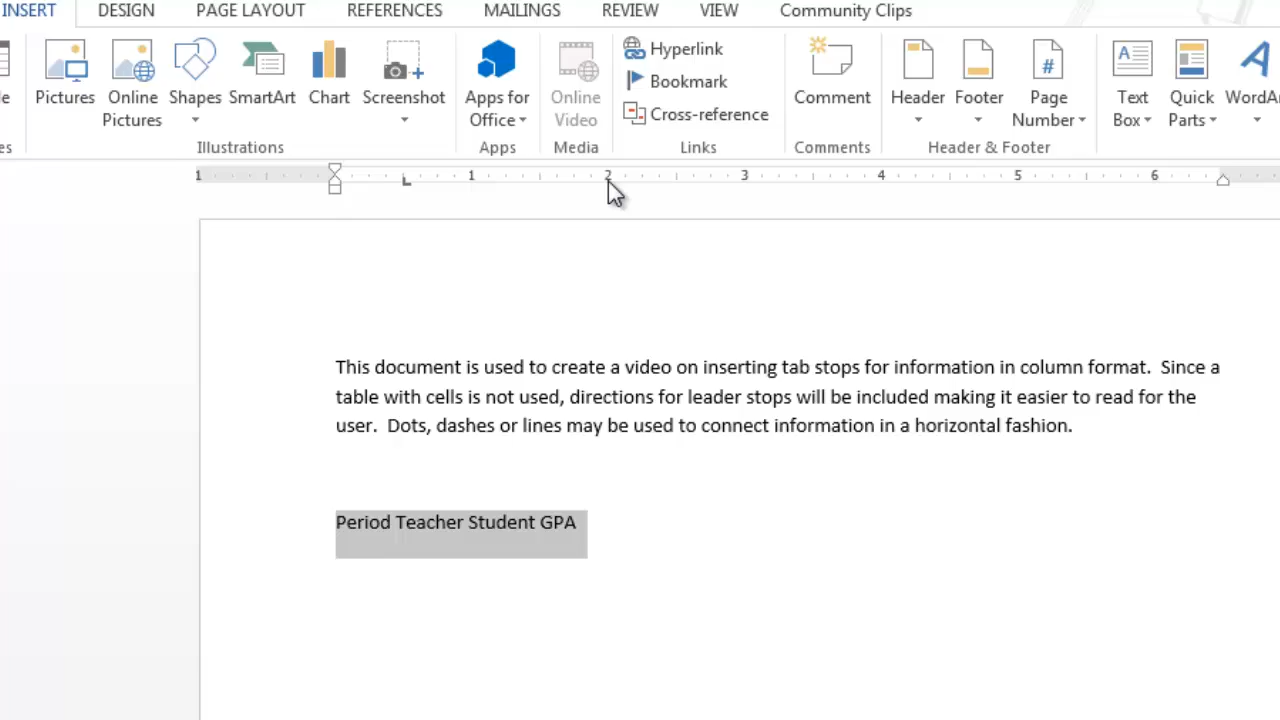 INSERT DESIGN PAGE LAYOUT REFERENCES MAILINGS REVIEW VIEW Community Clips
Pictures
Online Pictures
Shapes
SmartArt
Chart
Screenshot
Apps for Office
Online Video
Hyperlink
Bookmark
Cross-reference
Comment
Header
Footer
Page Number
Text Box
Quick Parts
Illustrations Apps Media Links Comments Header & Footer
1 1 2 3 4 5 6
This document is used to create a video on inserting tab stops for information in column format. Since a
table with cells is not used, directions for leader stops will be included making it easier to read for the
user. Dots, dashes or lines may be used to connect information in a horizontal fashion.
Period Teacher Student GPA